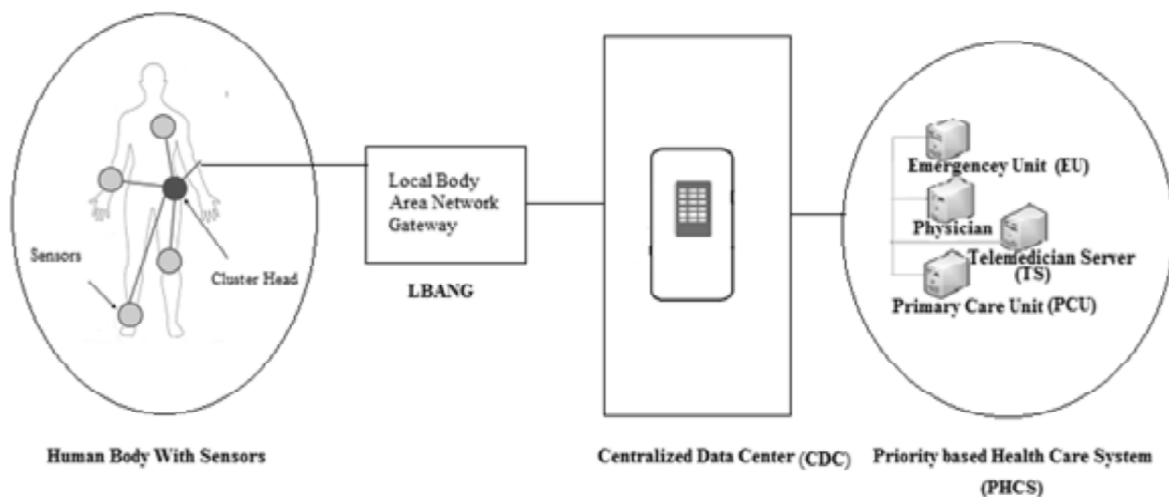 Sensors
Cluster Head
Human Body With Sensors
Local Body
Area Network
Gateway
LBANG
Centralized Data Center (CDC)
Emergencey Unit (EU)
Physician
Telemedician Server
(TS)
Primary Care Unit (PCU)
Priority based Health Care System
(PHCS)